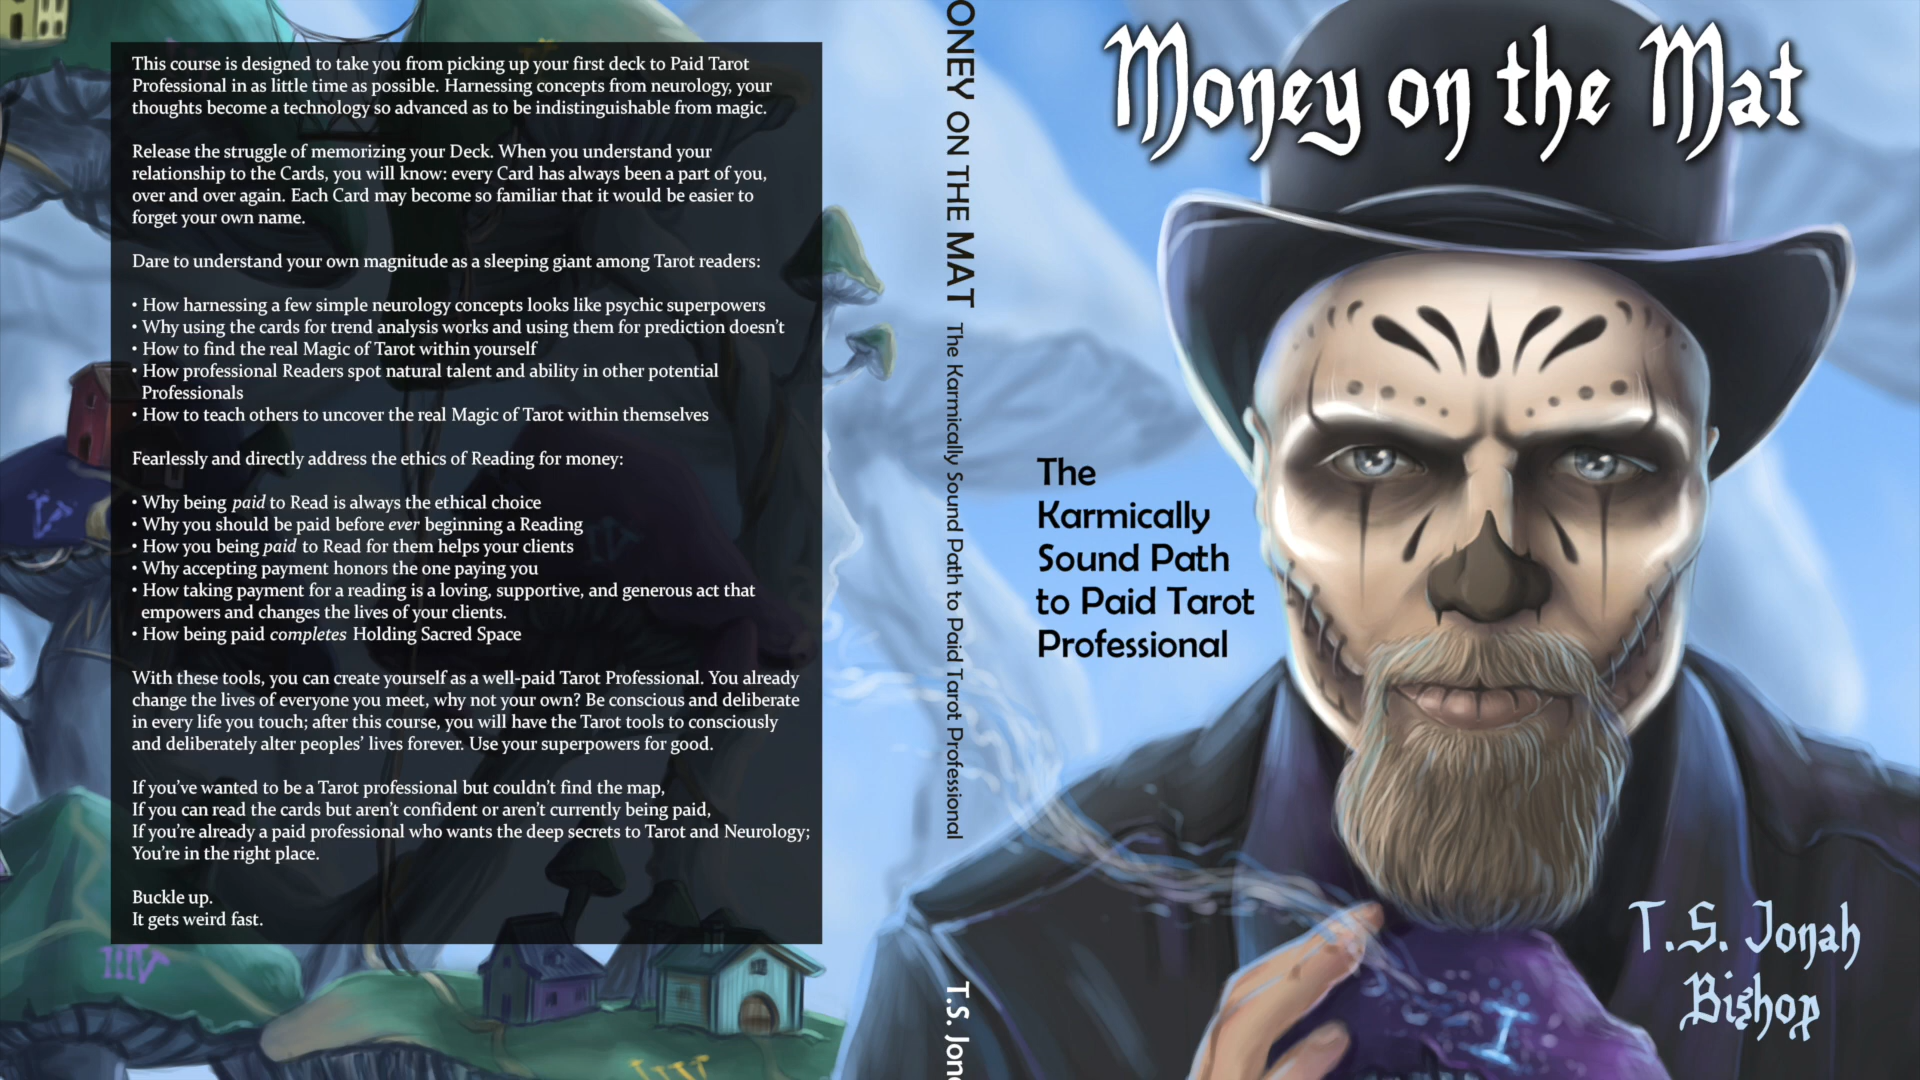 This course is designed to take you from picking up your first deck to Paid Tarot
Professional in as little time as possible. Harnessing concepts from neurology, your
thoughts become a technology so advanced as to be indistinguishable from magic.
Release the struggle of memorizing your Deck. When you understand your
relationship to the Cards, you will know: every Card has always been a part of you,
over and over again. Each Card may become so familiar that it would be easier to
forget your own name.
Dare to understand your own magnitude as a sleeping giant among Tarot readers:
• How harnessing a few simple neurology concepts looks like psychic superpowers
• Why using the cards for trend analysis works and using them for prediction doesn’t
• How to find the real Magic of Tarot within yourself
• How professional Readers spot natural talent and ability in other potential
Professionals
• How to teach others to uncover the real Magic of Tarot within themselves
Fearlessly and directly address the ethics of Reading for money:
• Why being paid to Read is always the ethical choice
• Why you should be paid before ever beginning a Reading
• How you being paid to Read for them helps your clients
• Why accepting payment honors the one paying you
• How taking payment for a reading is a loving, supportive, and generous act that
empowers and changes the lives of your clients.
• How being paid completes Holding Sacred Space
With these tools, you can create yourself as a well-paid Tarot Professional. You already
change the lives of everyone you meet, why not your own? Be conscious and deliberate
in every life you touch; after this course, you will have the Tarot tools to consciously
and deliberately alter peoples’ lives forever. Use your superpowers for good.
If you’ve wanted to be a Tarot professional but couldn’t find the map,
If you can read the cards but aren’t confident or aren’t currently being paid,
If you’re already a paid professional who wants the deep secrets to Tarot and Neurology;
You’re in the right place.
Buckle up.
It gets weird fast.
ONEY ON THE MAT The Karmically Sound Path to Paid Tarot Professional
T.S. Jona
Money on the Mat
The
Karmically
Sound Path
to Paid Tarot
Professional
T.S. Jonah
Bishop